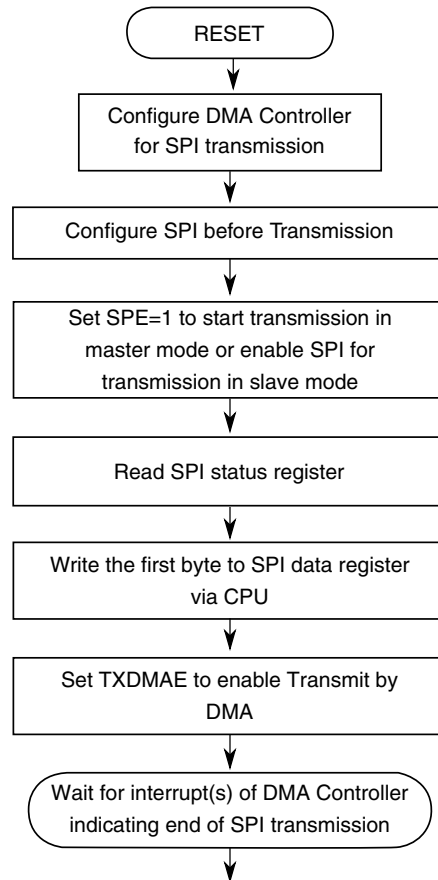 RESET
Configure DMA Controller
for SPI transmission
Configure SPI before Transmission
Set SPE=1 to start transmission in
master mode or enable SPI for
transmission in slave mode
Read SPI status register
Write the first byte to SPI data register
via CPU
Set TXDMAE to enable Transmit by
DMA
Wait for interrupt(s) of DMA Controller
indicating end of SPI transmission